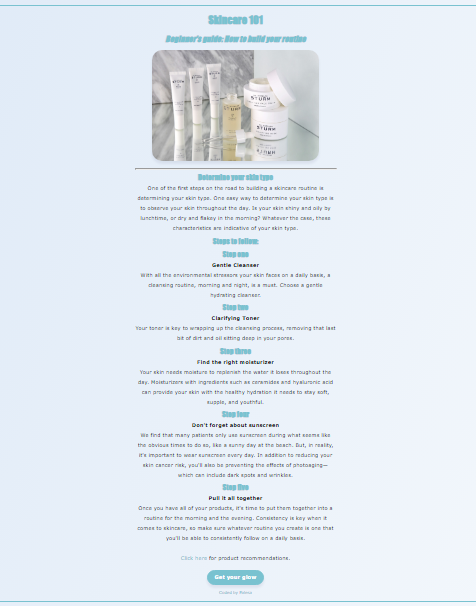 Skincare 101
Beginner's guide: How to build your routine
STURM
STURM
STURM
Determine your skin type
One of the first steps on the road to building a skincare routine is
determining your skin type. One easy way to determine your skin type is
to observe your skin throughout the day. Is your skin shiny and oily by
lunchtime, or dry and flakey in the morning? Whatever the case, these
characteristics are indicative of your skin type.
Steps to follow:
Step one
Gentle Cleanser
With all the environmental stressors your skin faces on a daily basis, a
cleansing routine, morning and night, is a must. Choose a gentle
hydrating cleanser.
Step two
Clarifying Toner
Your toner is key to wrapping up the cleansing process, removing that last
bit of dirt and oil sitting deep in your pores.
Step three
Find the right moisturizer
Your skin needs moisture to replenish the water it loses throughout the
day. Moisturizers with ingredients such as ceramides and hyaluronic acid
can provide your skin with the healthy hydration it needs to stay soft,
supple, and youthful.
Step four
Don't forget about sunscreen
We find that many patients only use sunscreen during what seems like
the obvious times to do so, like a sunny day at the beach. But, in reality,
it's important to wear sunscreen every day. In addition to reducing your
skin cancer risk, you'll also be preventing the effects of photoaging—
which can include dark spots and wrinkles.
Step five
Pull it all together
Once you have all of your products, it's time to put them together into a
routine for the morning and the evening. Consistency is key when it
comes to skincare, so make sure whatever routine you create is one that
you'll be able to consistently follow on a daily basis.
Click here for product recommendations.
Get your glow
Coded by